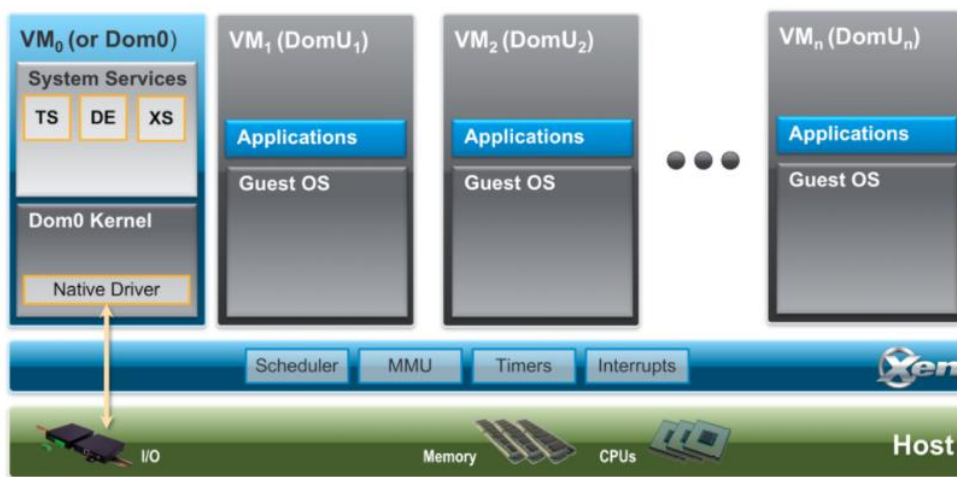 VM₀ (or Dom0)
System Services
TS DE XS
Dom0 Kernel
Native Driver
VM₁ (DomU₁)
Applications
Guest OS
VM₂ (DomU₂)
Applications
Guest OS
VMₙ (DomUₙ)
Applications
Guest OS
Scheduler MMU Timers Interrupts
Xen
I/O Memory CPUs Host